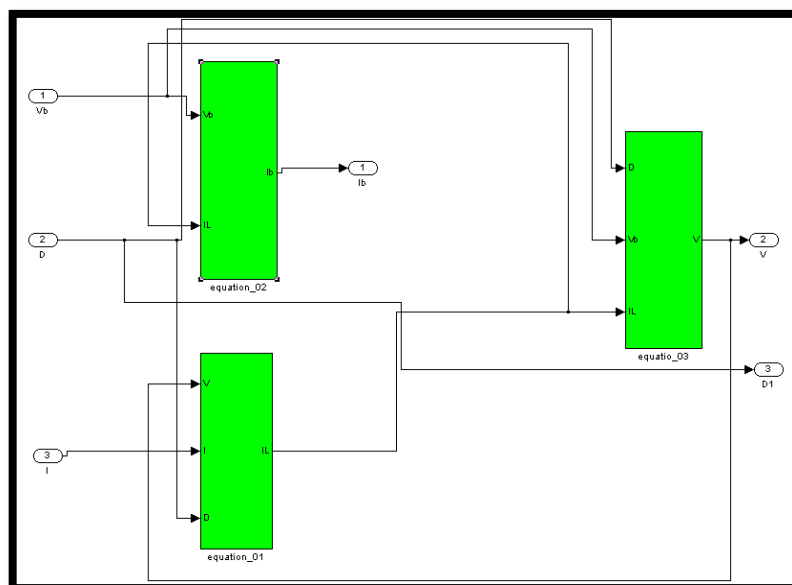 1
Vb
Vb
IL
Ib
equation_02
1
Ib
2
D
D
Vb
IL
V
equatio_03
2
V
3
D1
3
I
V
I
D
IL
equation_01